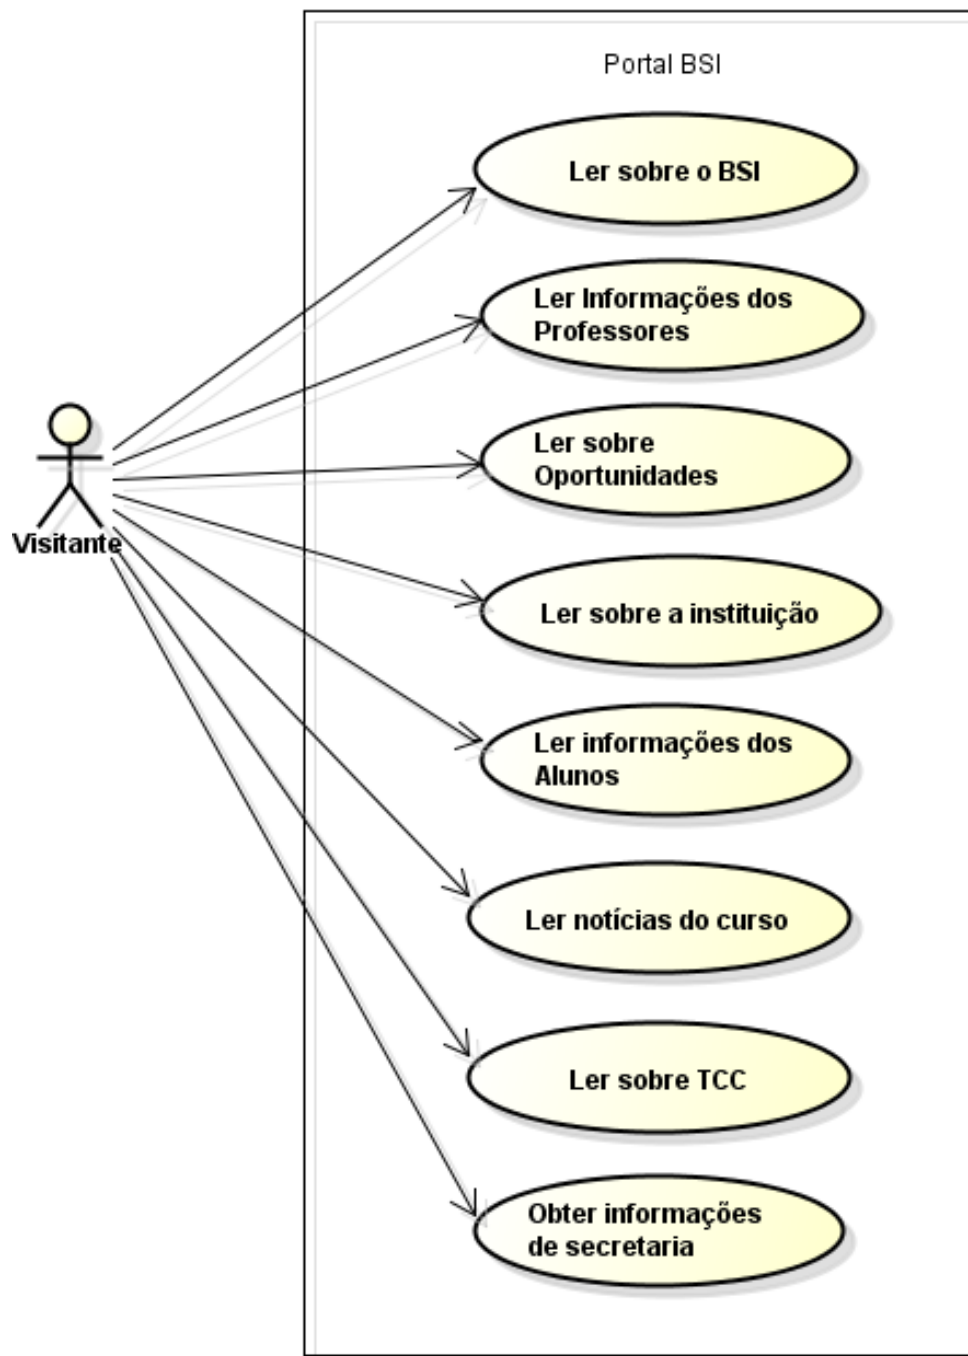 Portal BSI
Ler sobre o BSI
Ler Informações dos
Professores
Ler sobre
Oportunidades
Visitante
Ler sobre a instituição
Ler informações dos
Alunos
Ler notícias do curso
Ler sobre TCC
Obter informações
de secretaria